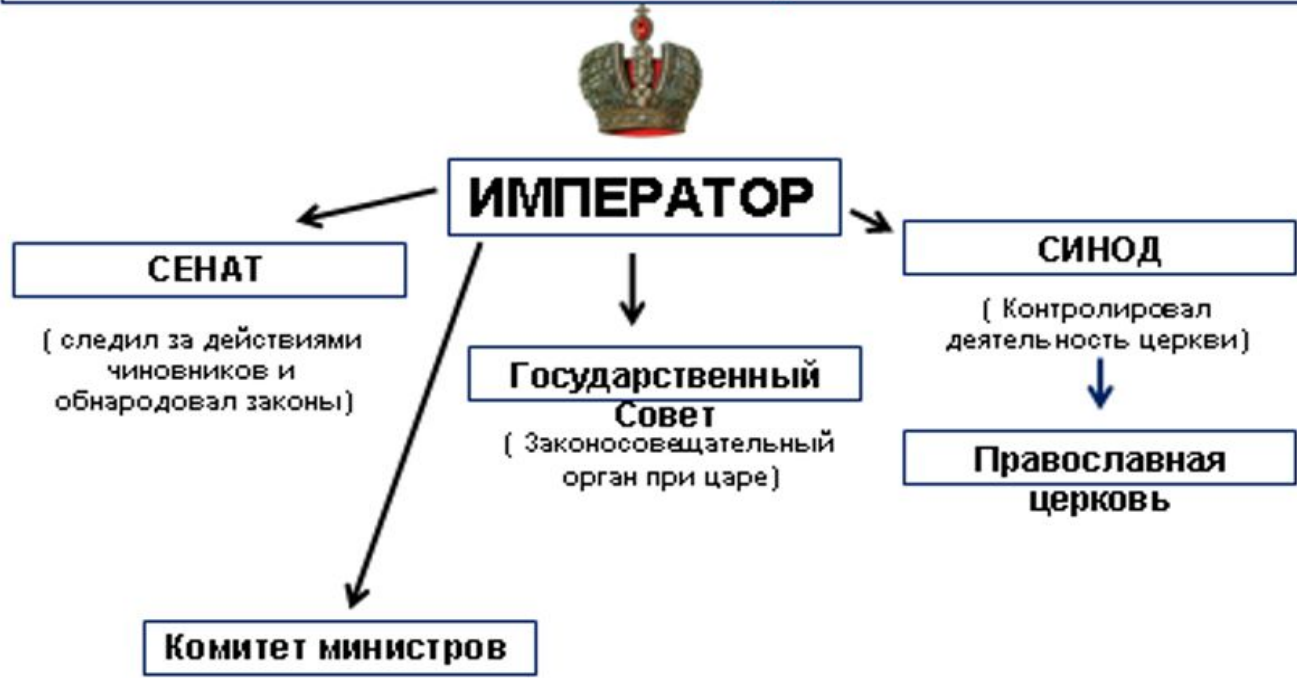 ИМПЕРАТОР
СЕНАТ
( следил за действиями
чиновников и
обнародовал законы)
Государственный
Совет
( Законосовещательный
орган при царе)
СИНОД
( Контролировал
деятельность церкви)
Православная
церковь
Комитет министров